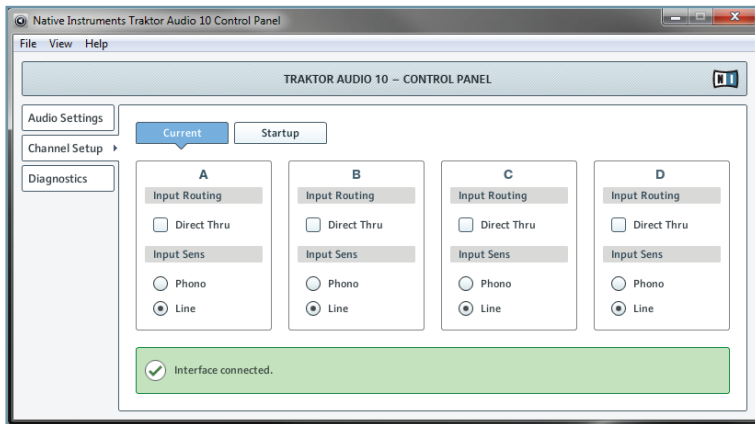 Native Instruments Traktor Audio 10 Control Panel
File View Help
TRAKTOR AUDIO 10 – CONTROL PANEL
NI
Audio Settings
Channel Setup
Diagnostics
Current Startup
A B C D
Input Routing Input Routing Input Routing Input Routing
Direct Thru Direct Thru Direct Thru Direct Thru
Input Sens Input Sens Input Sens Input Sens
Phono Phono Phono Phono
Line Line Line Line
Interface connected.